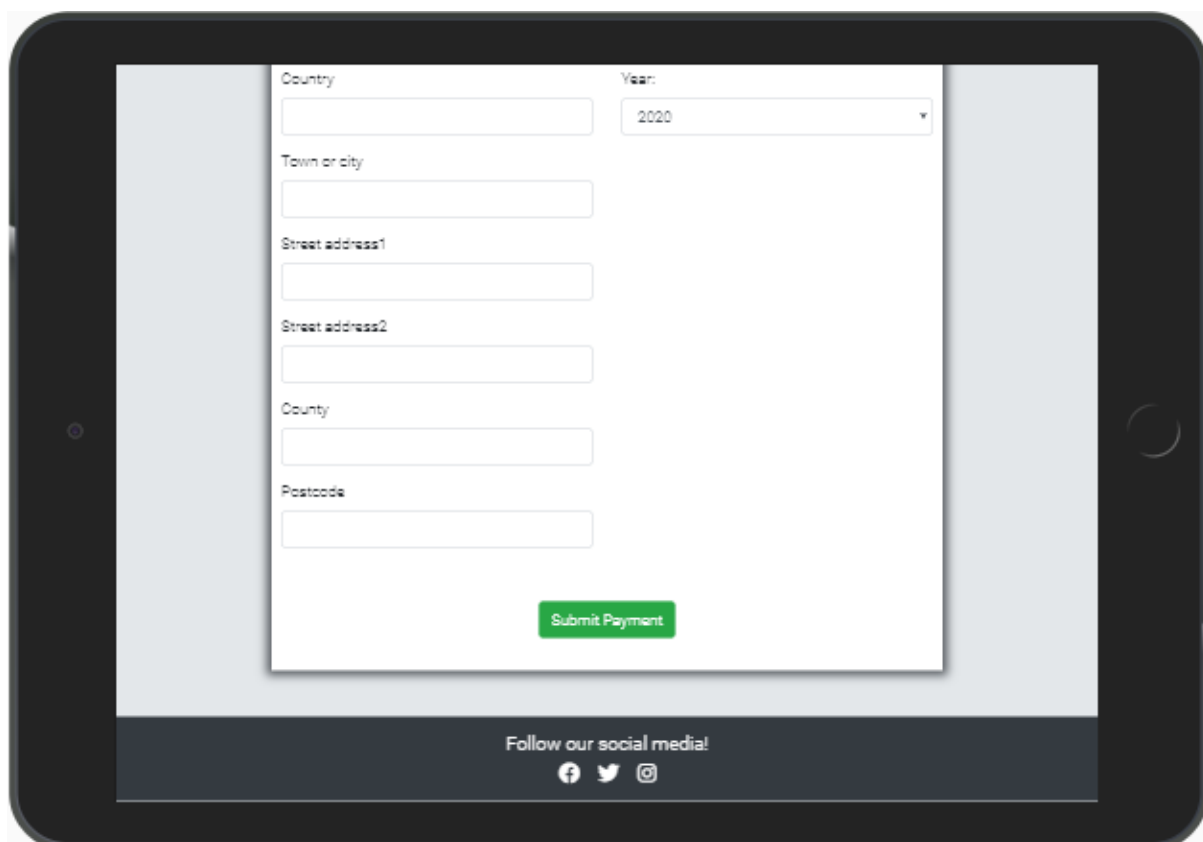 Country
Year:
2020
Town or city
Street address1
Street address2
County
Postcode
Submit Payment
Follow our social media!